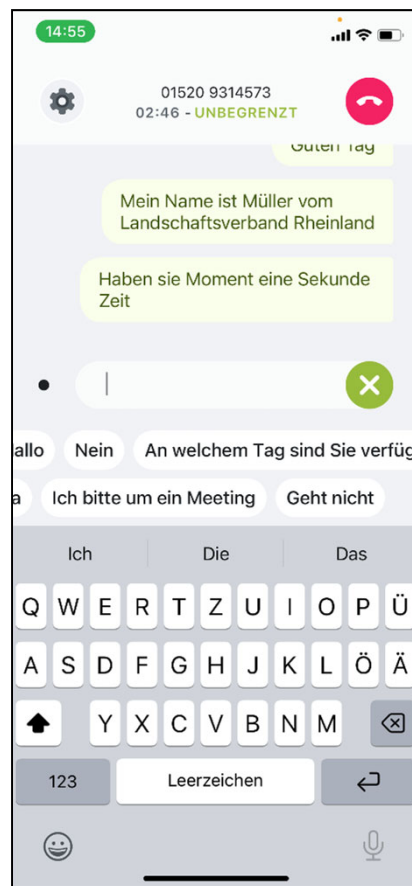 14:55
01520 9314573
02:46 - UNBEGRENZT
Guten Tag
Mein Name ist Müller vom
Landschaftsverband Rheinland
Haben sie Moment eine Sekunde
Zeit
allo Nein An welchem Tag sind Sie verfüg
a Ich bitte um ein Meeting Geht nicht
Ich Die Das
Q W E R T Z U I O P Ü
A S D F G H J K L Ö Ä
Y X C V B N M
123 Leerzeichen